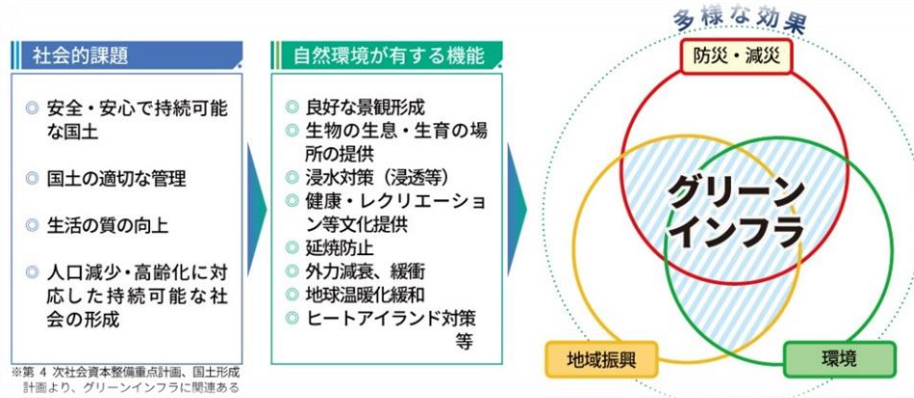 社会的課題
◎ 安全・安心で持続可能
な国土
◎ 国土の適切な管理
◎ 生活の質の向上
◎ 人口減少・高齢化に対
応した持続可能な社
会の形成
※第 4 次社会資本整備重点計画、国土形成
計画より、グリーンインフラに関連ある
自然環境が有する機能
◎ 良好な景観形成
◎ 生物の生息・生育の場
所の提供
◎ 浸水対策（浸透等）
◎ 健康・レクリエーショ
ン等文化提供
◎ 延焼防止
◎ 外力減衰、緩衝
◎ 地球温暖化緩和
◎ ヒートアイランド対策
等
多様な効果
防災・減災
グリーン
インフラ
地域振興
環境